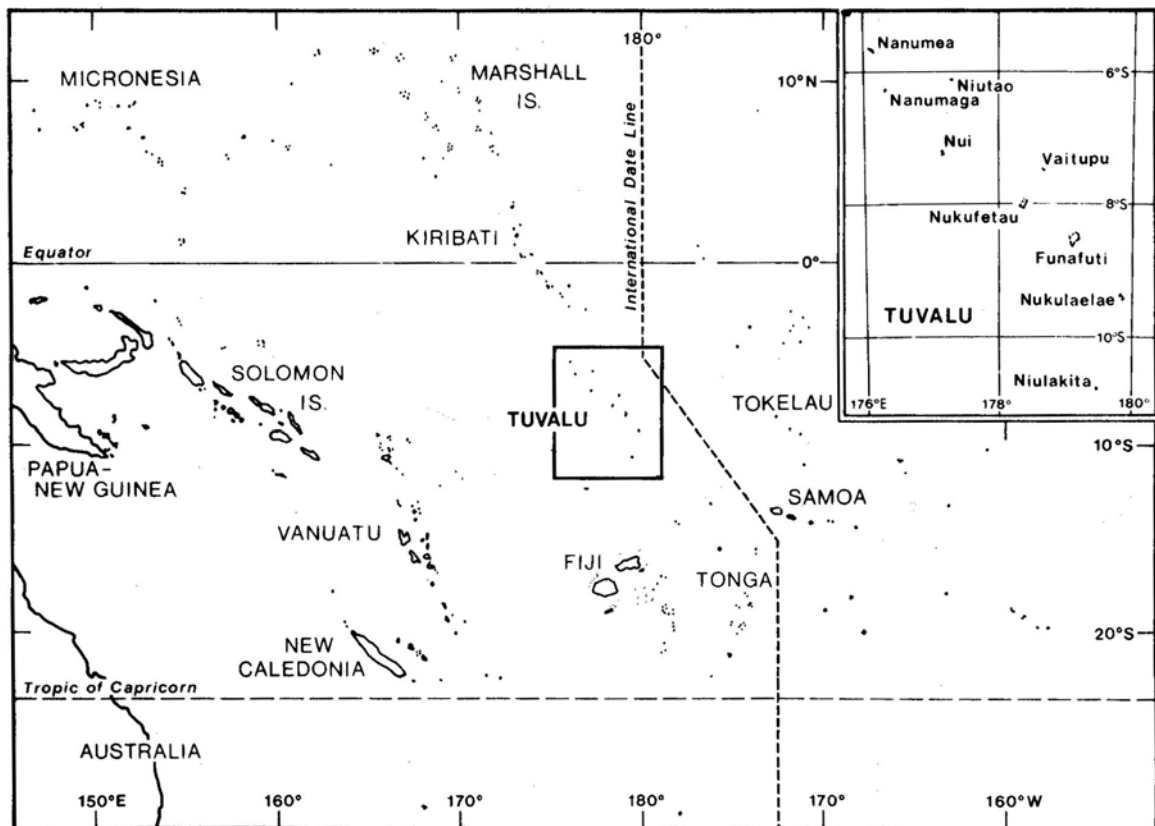 180°
MICRONESIA
MARSHALL
IS.
10°N
International Date Line
KIRIBATI
Equator
0°
SOLOMON
IS.
TUVALU
TOKELAU
10°S
PAPUA-
NEW GUINEA
SAMOA
VANUATU
FIJI
TONGA
NEW
CALEDONIA
20°S
Tropic of Capricorn
AUSTRALIA
150°E
160°
170°
180°
170°
160°W
Nanumea
6°S
Niutao
Nanumaga
Nui
Vaitupu
8°S
Nukufetau
Funafuti
Nukulaelae
TUVALU
10°S
Niulakita
176°E
178°
180°